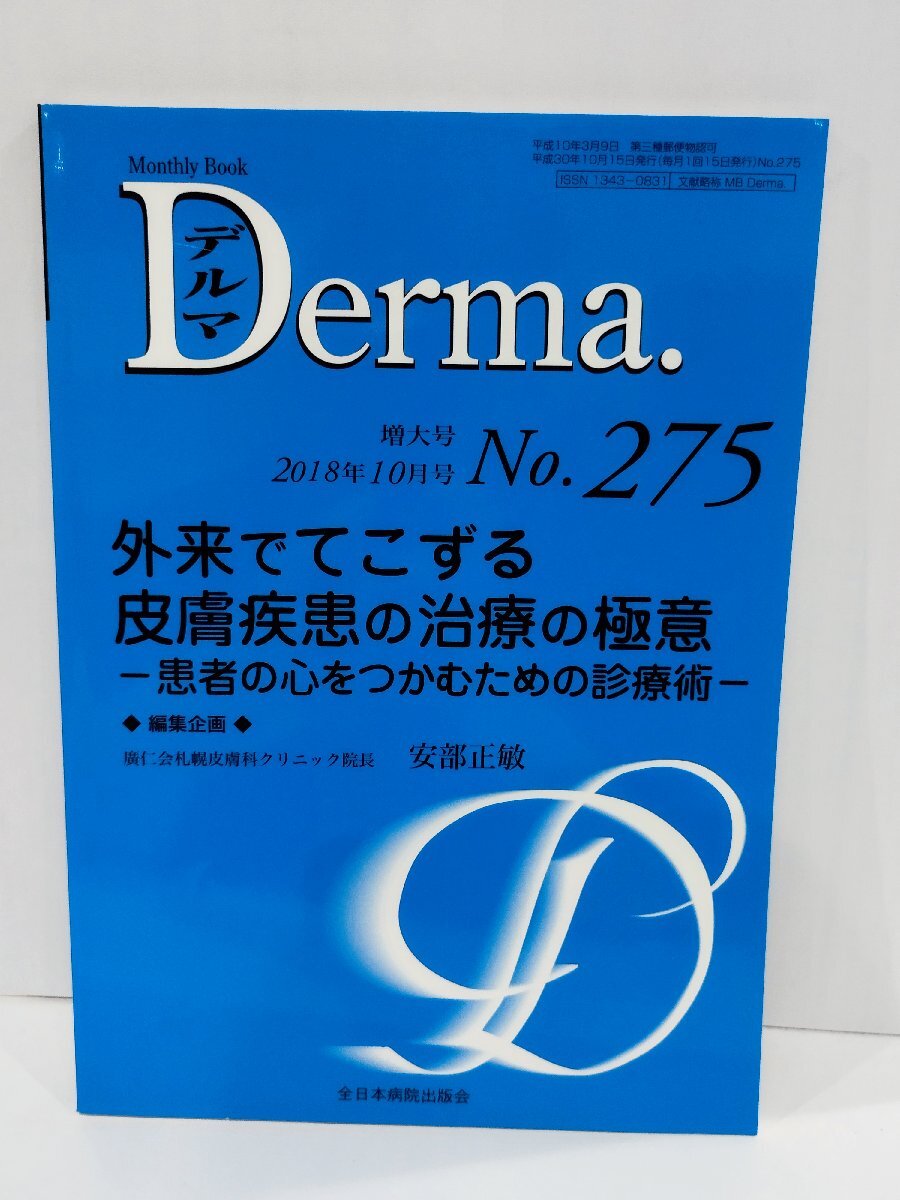 平成10年3月9日 第三種郵便物認可
平成30年10月15日発行(毎月1回15日発行)No.275
ISSN 1343-0831 文献略称 MB Derma.
Monthly Book
Derma.
デルマ
増大号
2018年10月号 No.275
外来でてこずる
皮膚疾患の治療の極意
－患者の心をつかむための診療術－
◆ 編集企画 ◆
廣仁会札幌皮膚科クリニック院長 安部正敏
D
全日本病院出版会